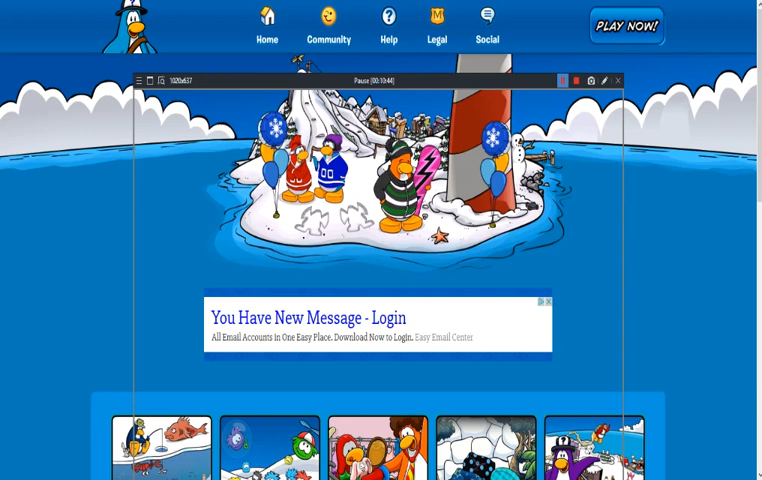 Home Community Help Legal Social
PLAY NOW!
1020x637 Pause [00:10:44]
00
You Have New Message - Login
All Email Accounts in One Easy Place. Download Now to Login. Easy Email Center
?